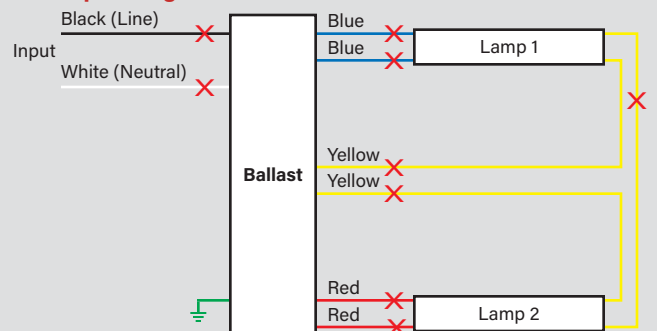 Black (Line)
Input
White (Neutral)
Blue
Blue
Lamp 1
Yellow
Ballast
Yellow
Red
Red
Lamp 2